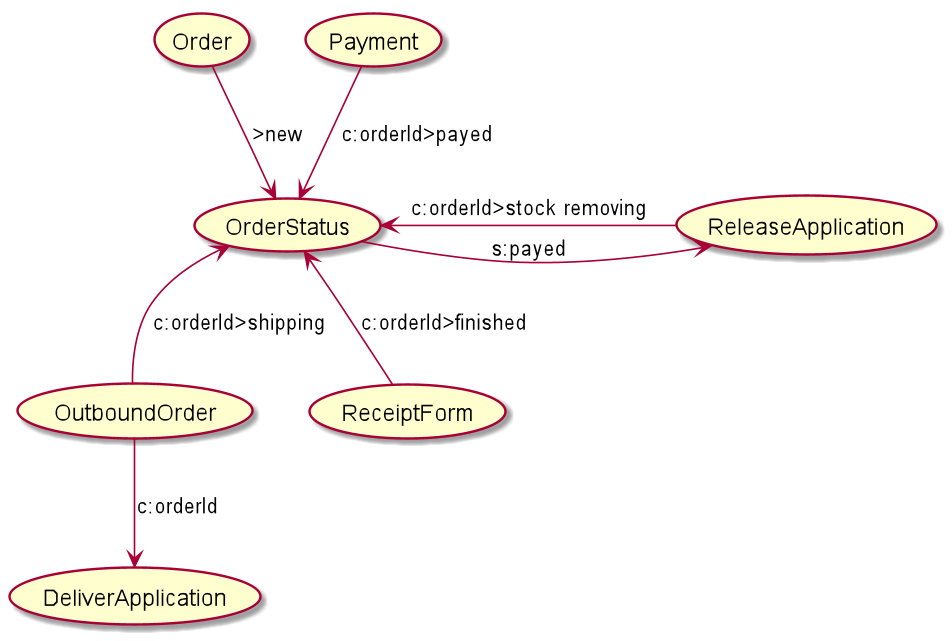 Order
Payment
>new
c:orderId>payed
c:orderId>stock removing
OrderStatus
ReleaseApplication
s:payed
c:orderId>shipping
c:orderId>finished
OutboundOrder
ReceiptForm
c:orderId
DeliverApplication